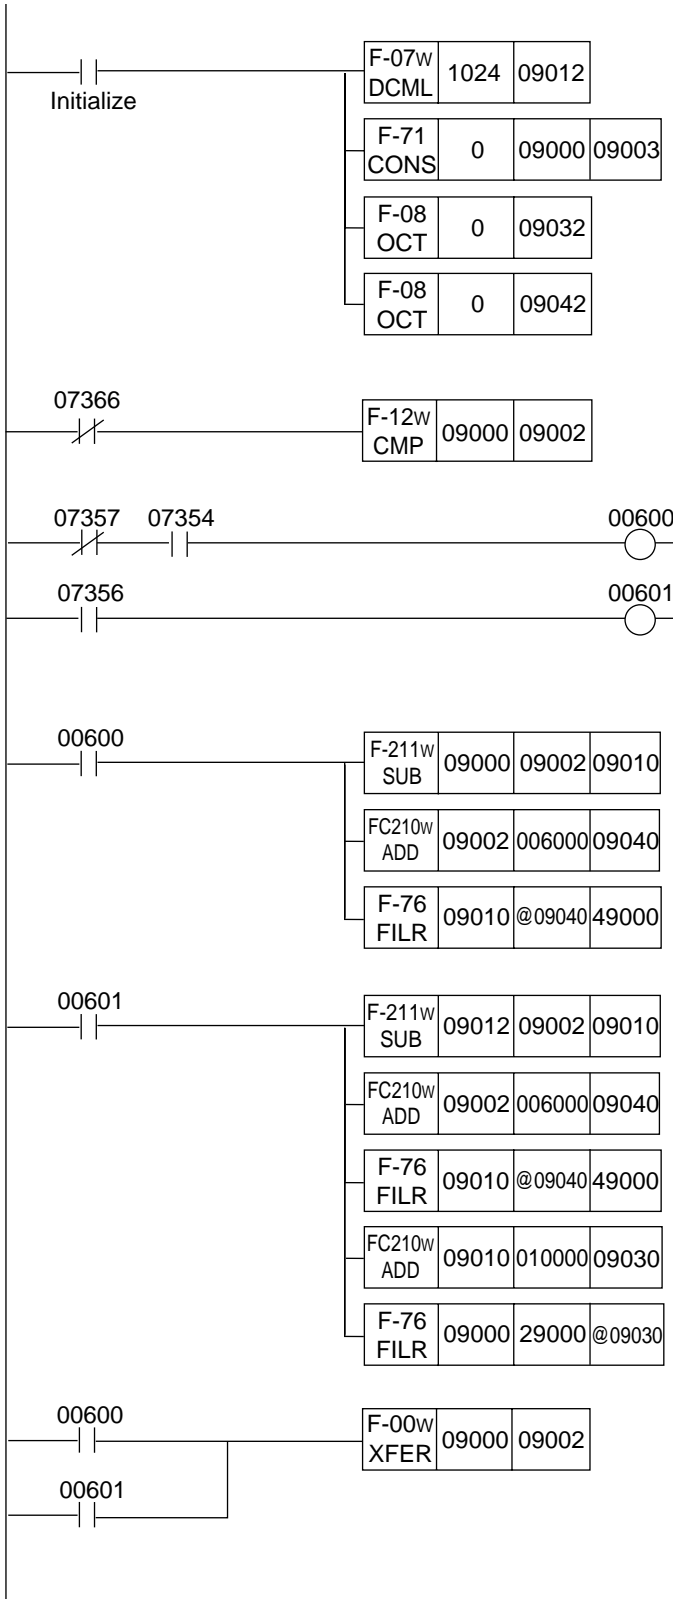 F-07w
DCML 1024 09012
Initialize
F-71
CONS 0 09000 09003
F-08
OCT 0 09032
F-08
OCT 0 09042
07366
F-12w
CMP 09000 09002
07357 07354 00600
07356 00601
00600
F-211w
SUB 09000 09002 09010
FC210w
ADD 09002 006000 09040
F-76
FILR 09010 @09040 49000
00601
F-211w
SUB 09012 09002 09010
FC210w
ADD 09002 006000 09040
F-76
FILR 09010 @09040 49000
FC210w
ADD 09010 010000 09030
F-76
FILR 09000 29000 @09030
00600
F-00w
XFER 09000 09002
00601